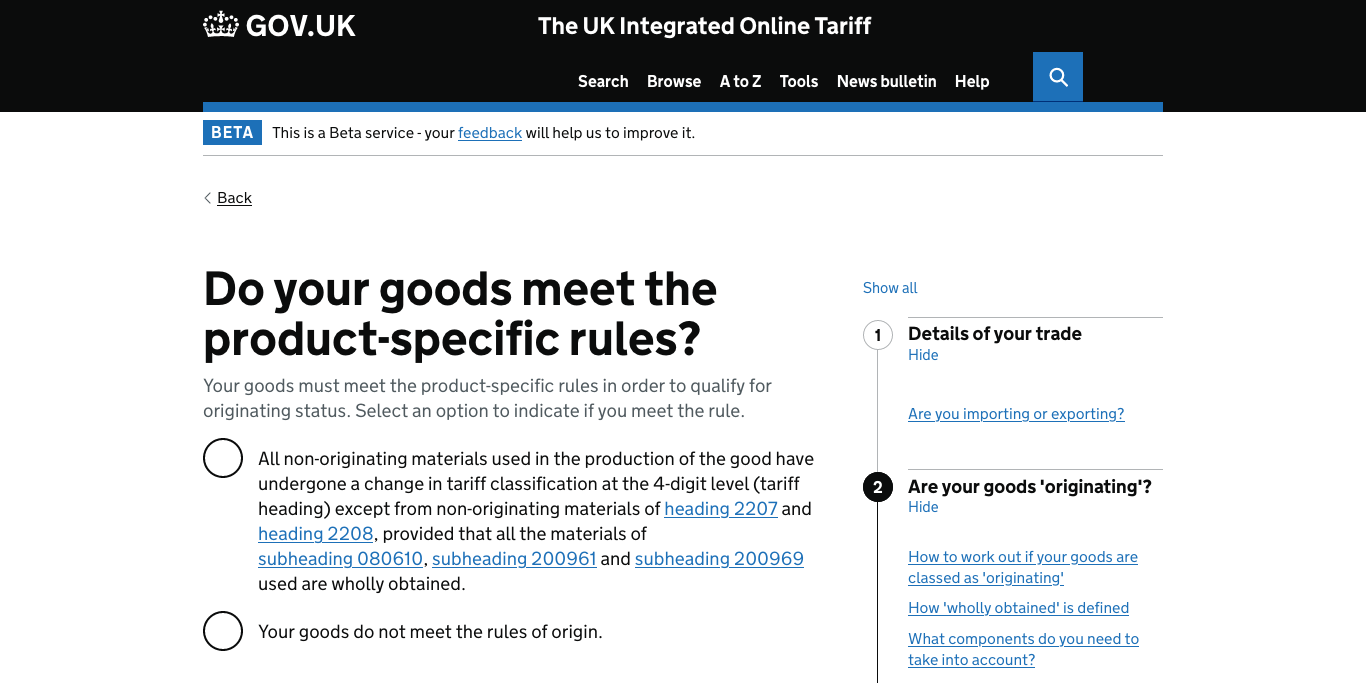 GOV.UK
The UK Integrated Online Tariff
Search Browse A to Z Tools News bulletin Help
BETA This is a Beta service - your feedback will help us to improve it.
Back
Do your goods meet the
product-specific rules?
Your goods must meet the product-specific rules in order to qualify for
originating status. Select an option to indicate if you meet the rule.
All non-originating materials used in the production of the good have
undergone a change in tariff classification at the 4-digit level (tariff
heading) except from non-originating materials of heading 2207 and
heading 2208, provided that all the materials of
subheading 080610, subheading 200961 and subheading 200969
used are wholly obtained.
Your goods do not meet the rules of origin.
Show all
1 Details of your trade
Hide
Are you importing or exporting?
2 Are your goods 'originating'?
Hide
How to work out if your goods are
classed as 'originating'
How 'wholly obtained' is defined
What components do you need to
take into account?